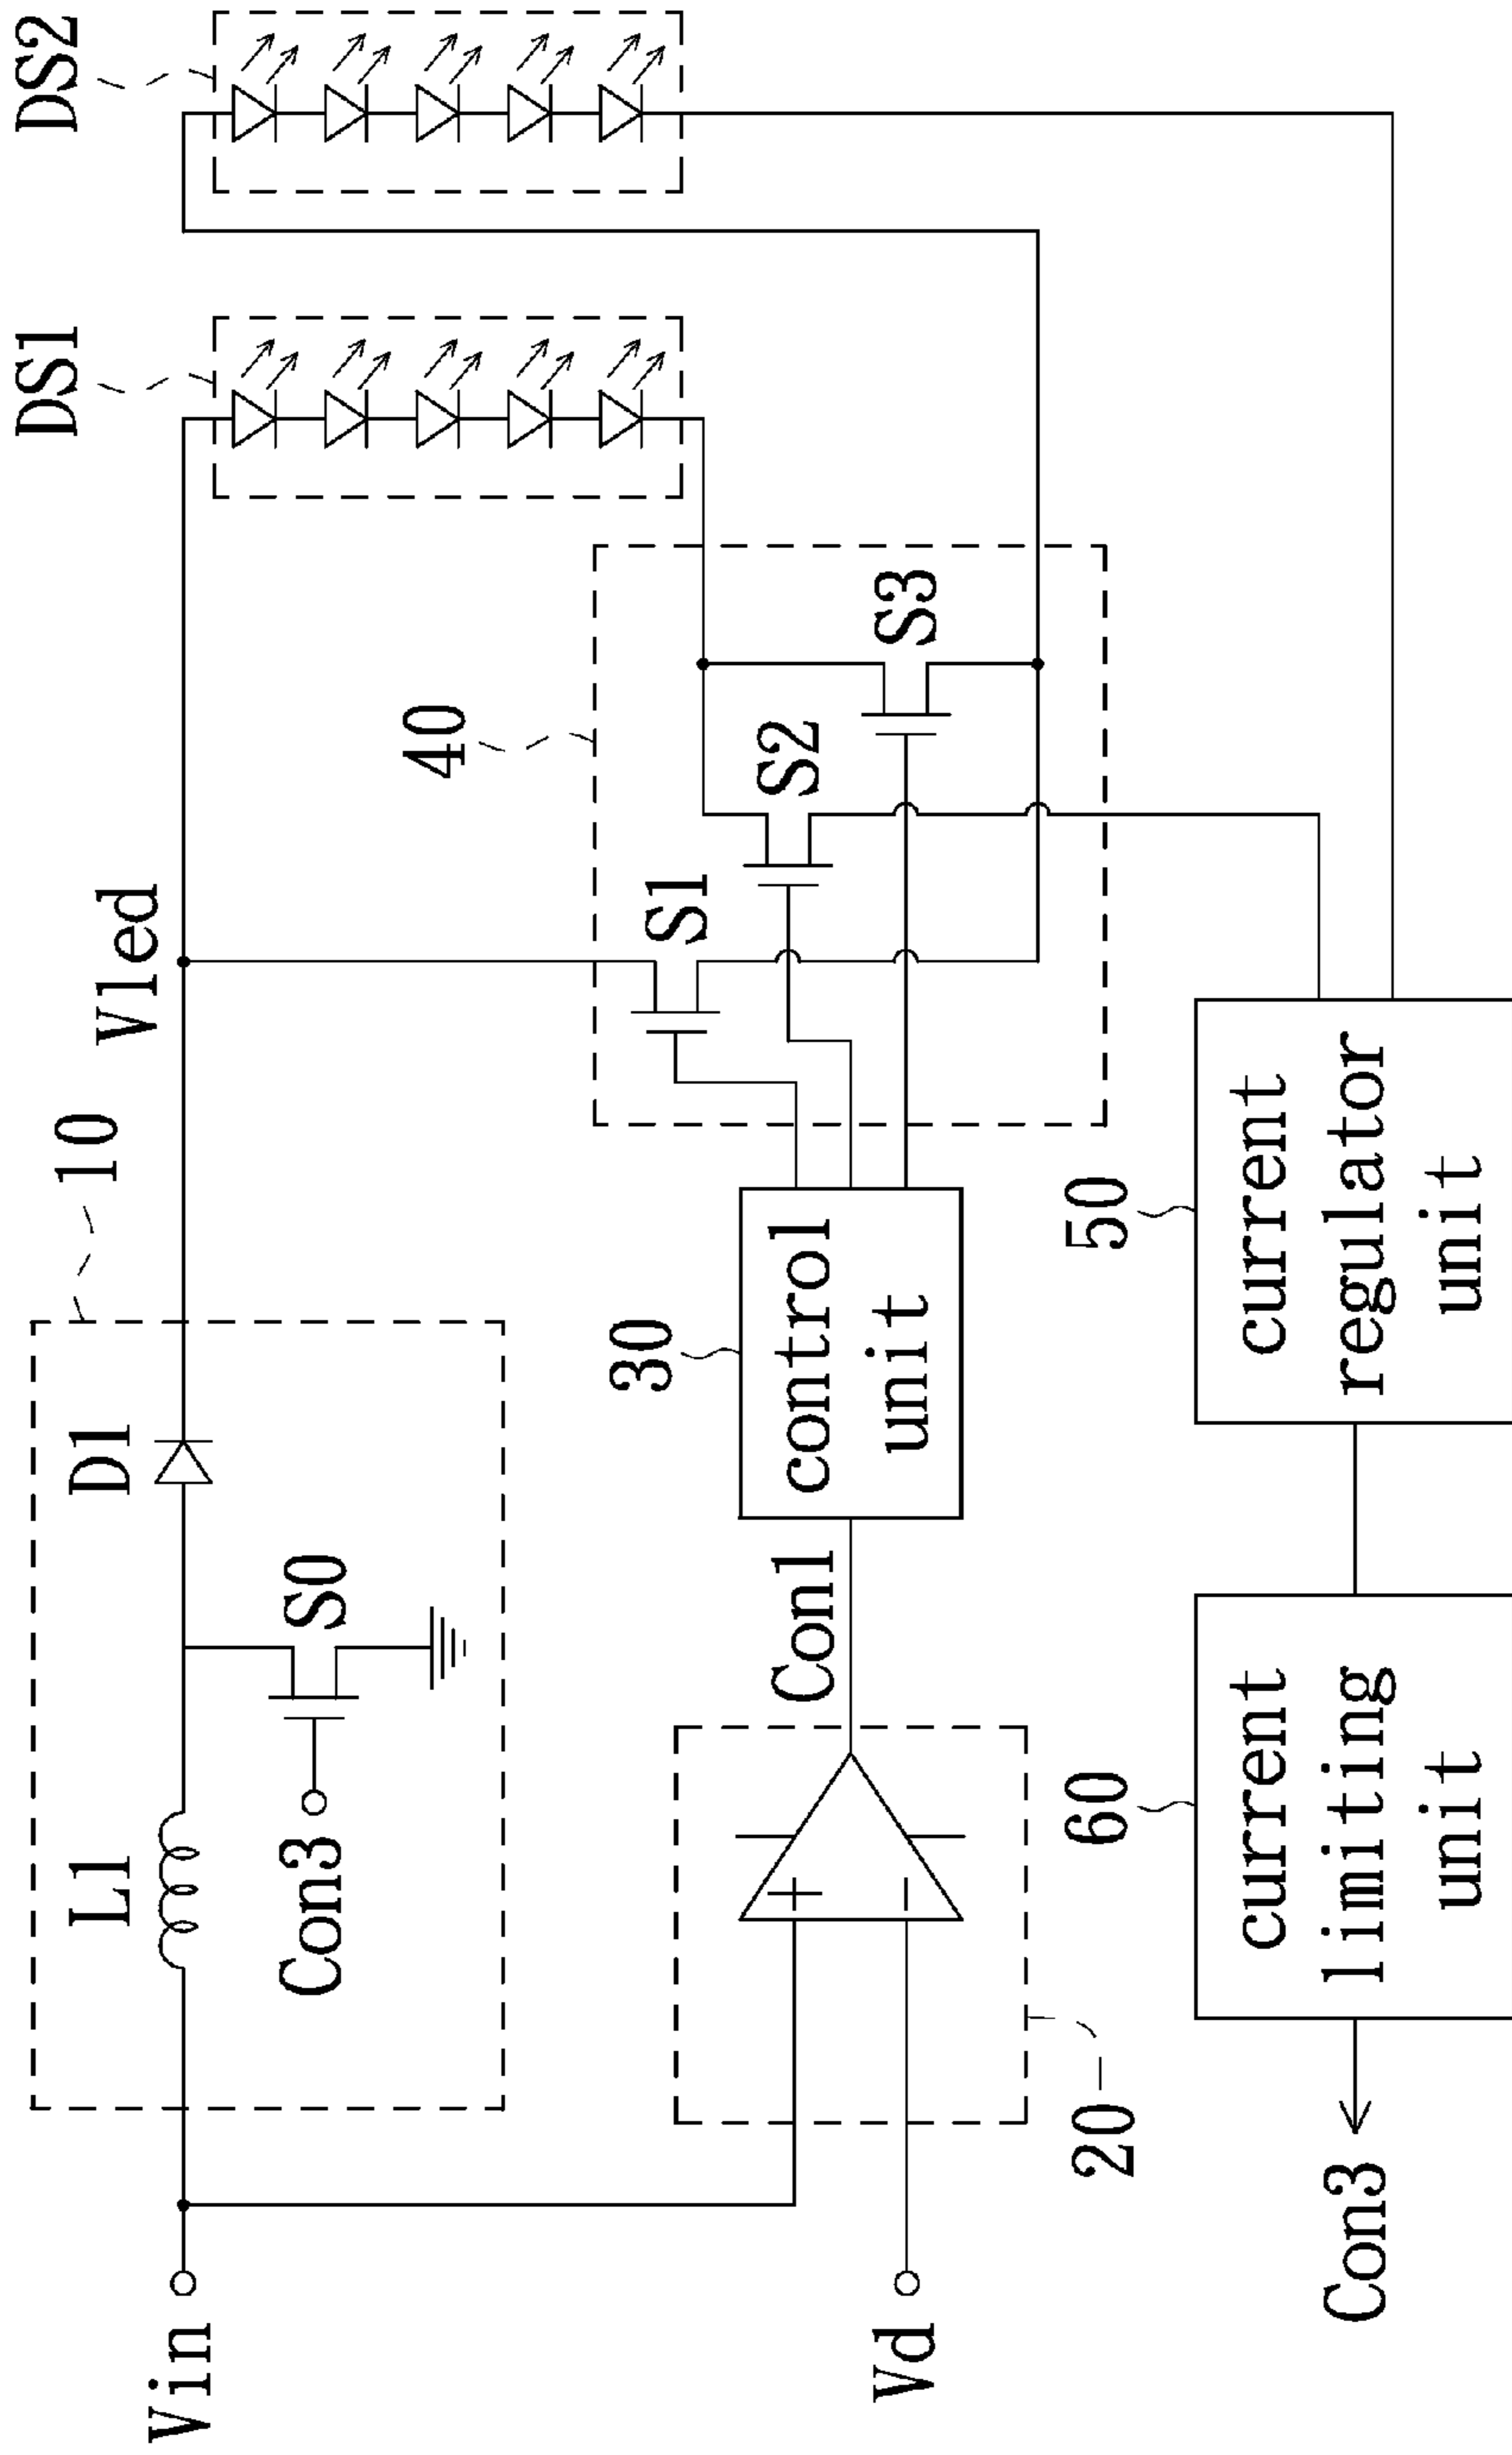 DS1
DS2
Vled
10
D1
L1
S0
Con3
Vin
40
S1
S2
S3
30
control
unit
Con1
20
Vd
50
current
regulator
unit
60
current
limiting
unit
Con3
+
−